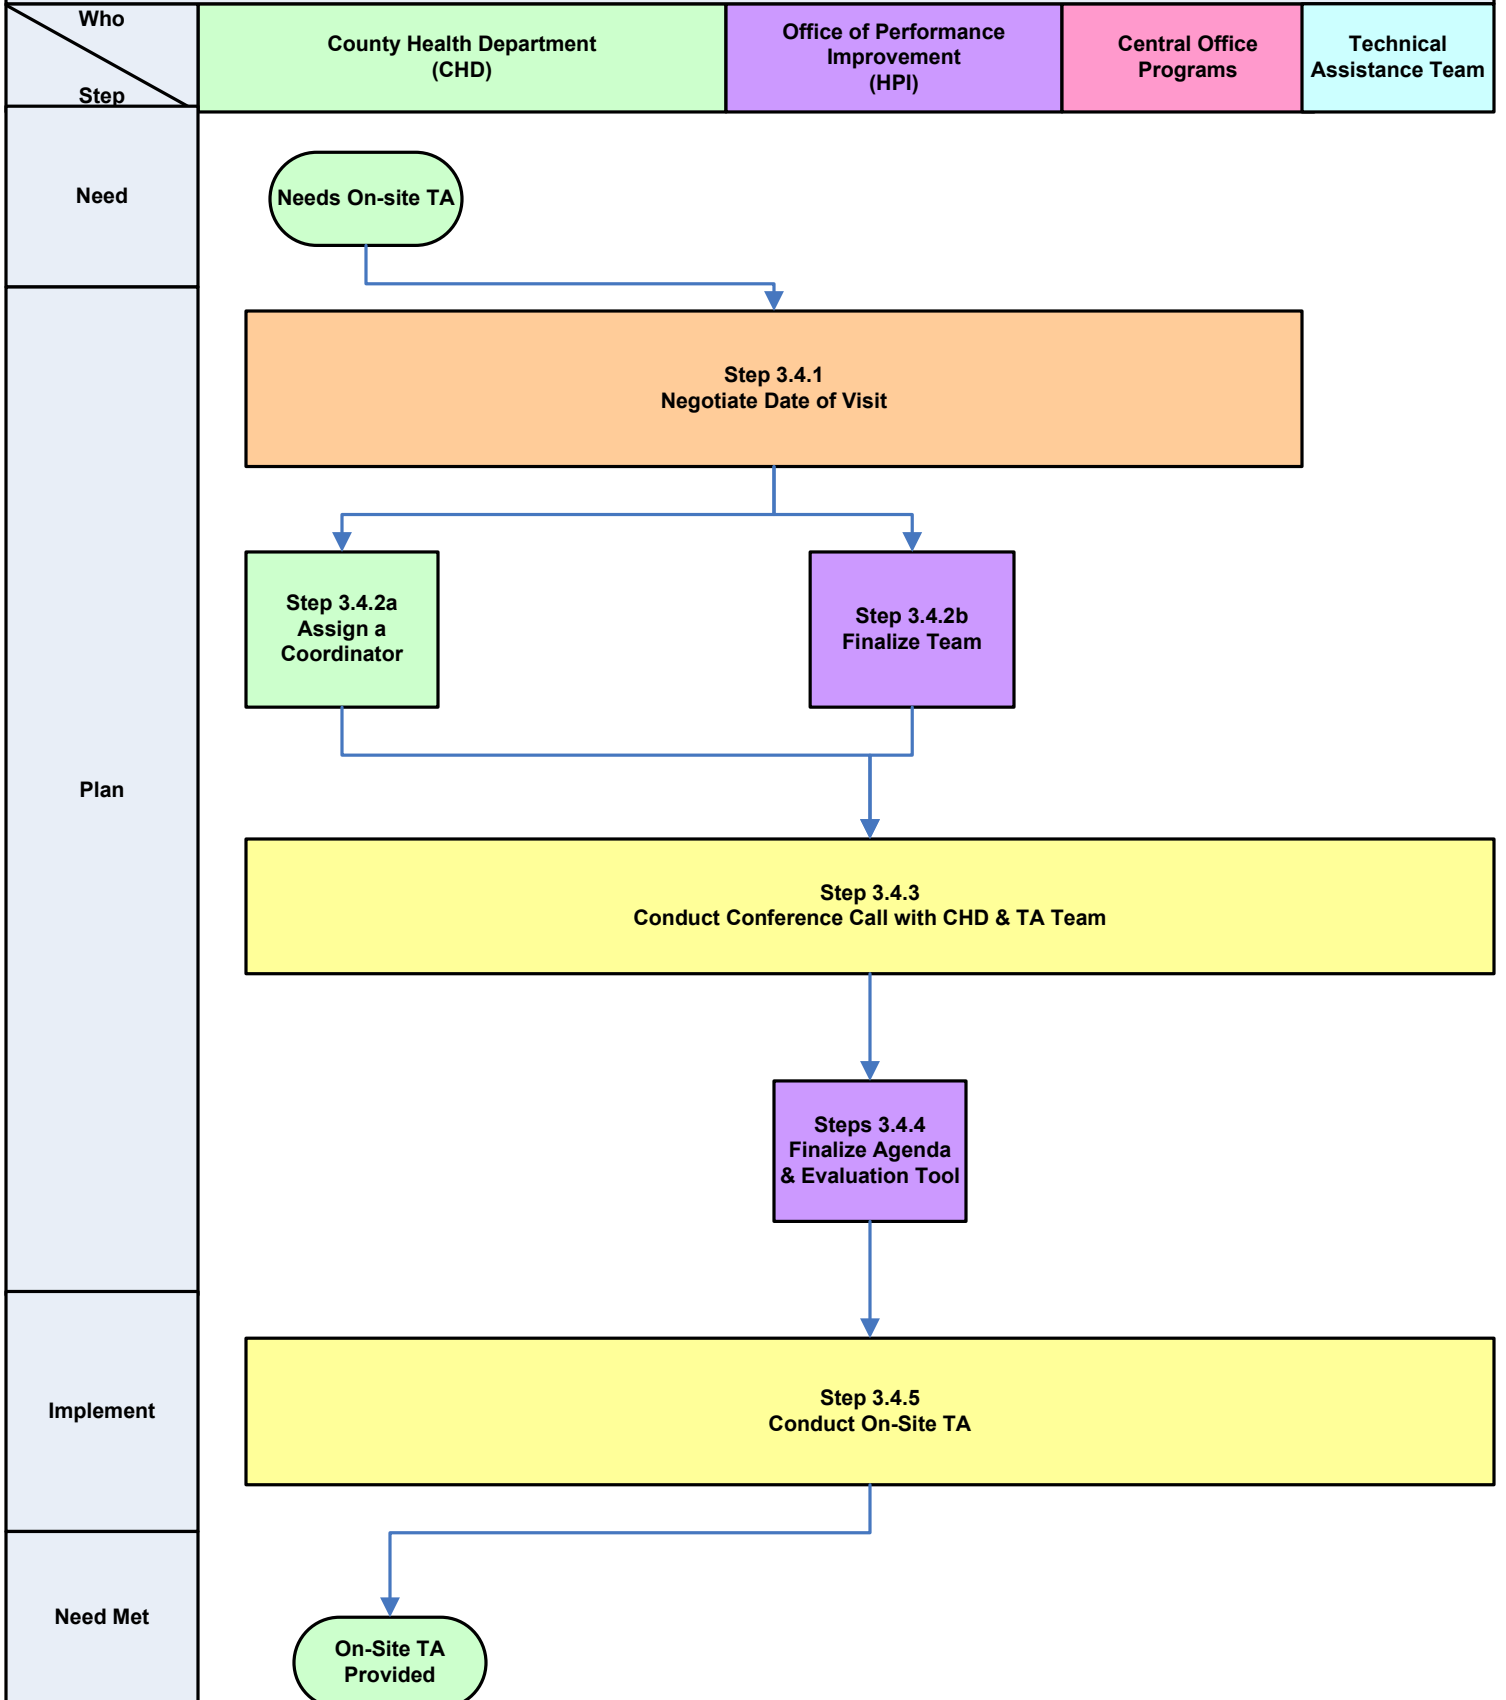 Who
Step
County Health Department
(CHD)
Office of Performance
Improvement
(HPI)
Central Office
Programs
Technical
Assistance Team
Need
Needs On-site TA
Plan
Step 3.4.1
Negotiate Date of Visit
Step 3.4.2a
Assign a
Coordinator
Step 3.4.2b
Finalize Team
Step 3.4.3
Conduct Conference Call with CHD & TA Team
Steps 3.4.4
Finalize Agenda
& Evaluation Tool
Implement
Step 3.4.5
Conduct On-Site TA
Need Met
On-Site TA
Provided